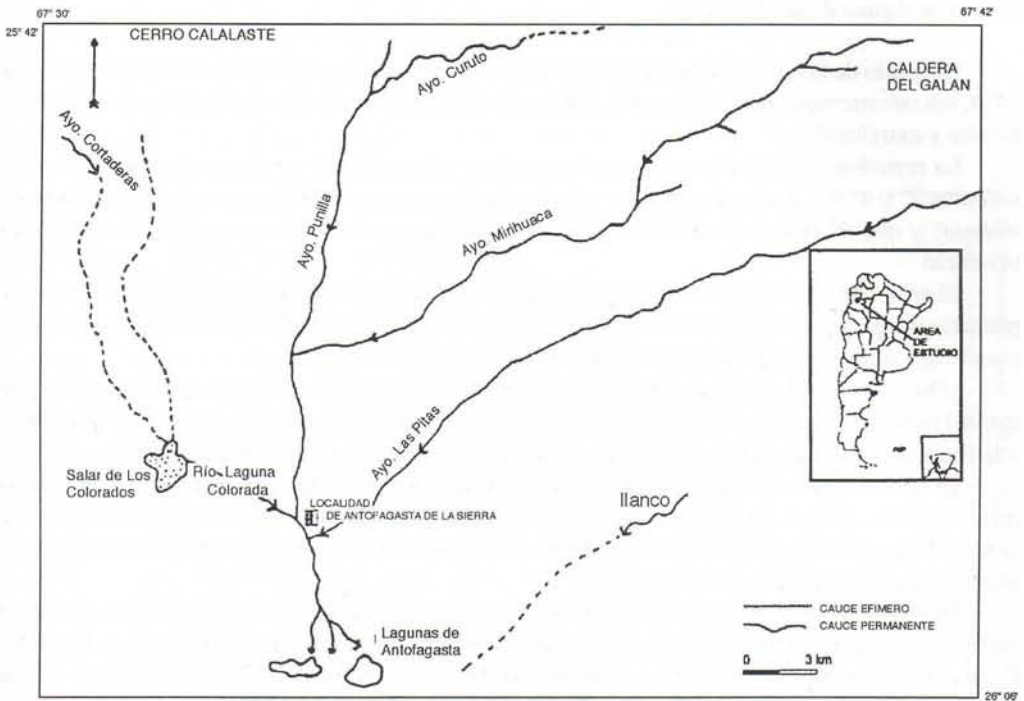 67° 30'
67° 42'
25° 42'
CERRO CALALASTE
Ayo. Curuto
CALDERA
DEL GALAN
Ayo. Cortaderas
Ayo. Punilla
Ayo. Mirihuaca
AREA
DE
ESTUDIO
Ayo. Las Pitas
Salar de Los
Colorados
Río Laguna
Colorada
LOCALIDAD
DE ANTOFAGASTA DE LA SIERRA
Ilanco
CAUCE EFIMERO
CAUCE PERMANENTE
Lagunas de
Antofagasta
0 3 km
26° 06'